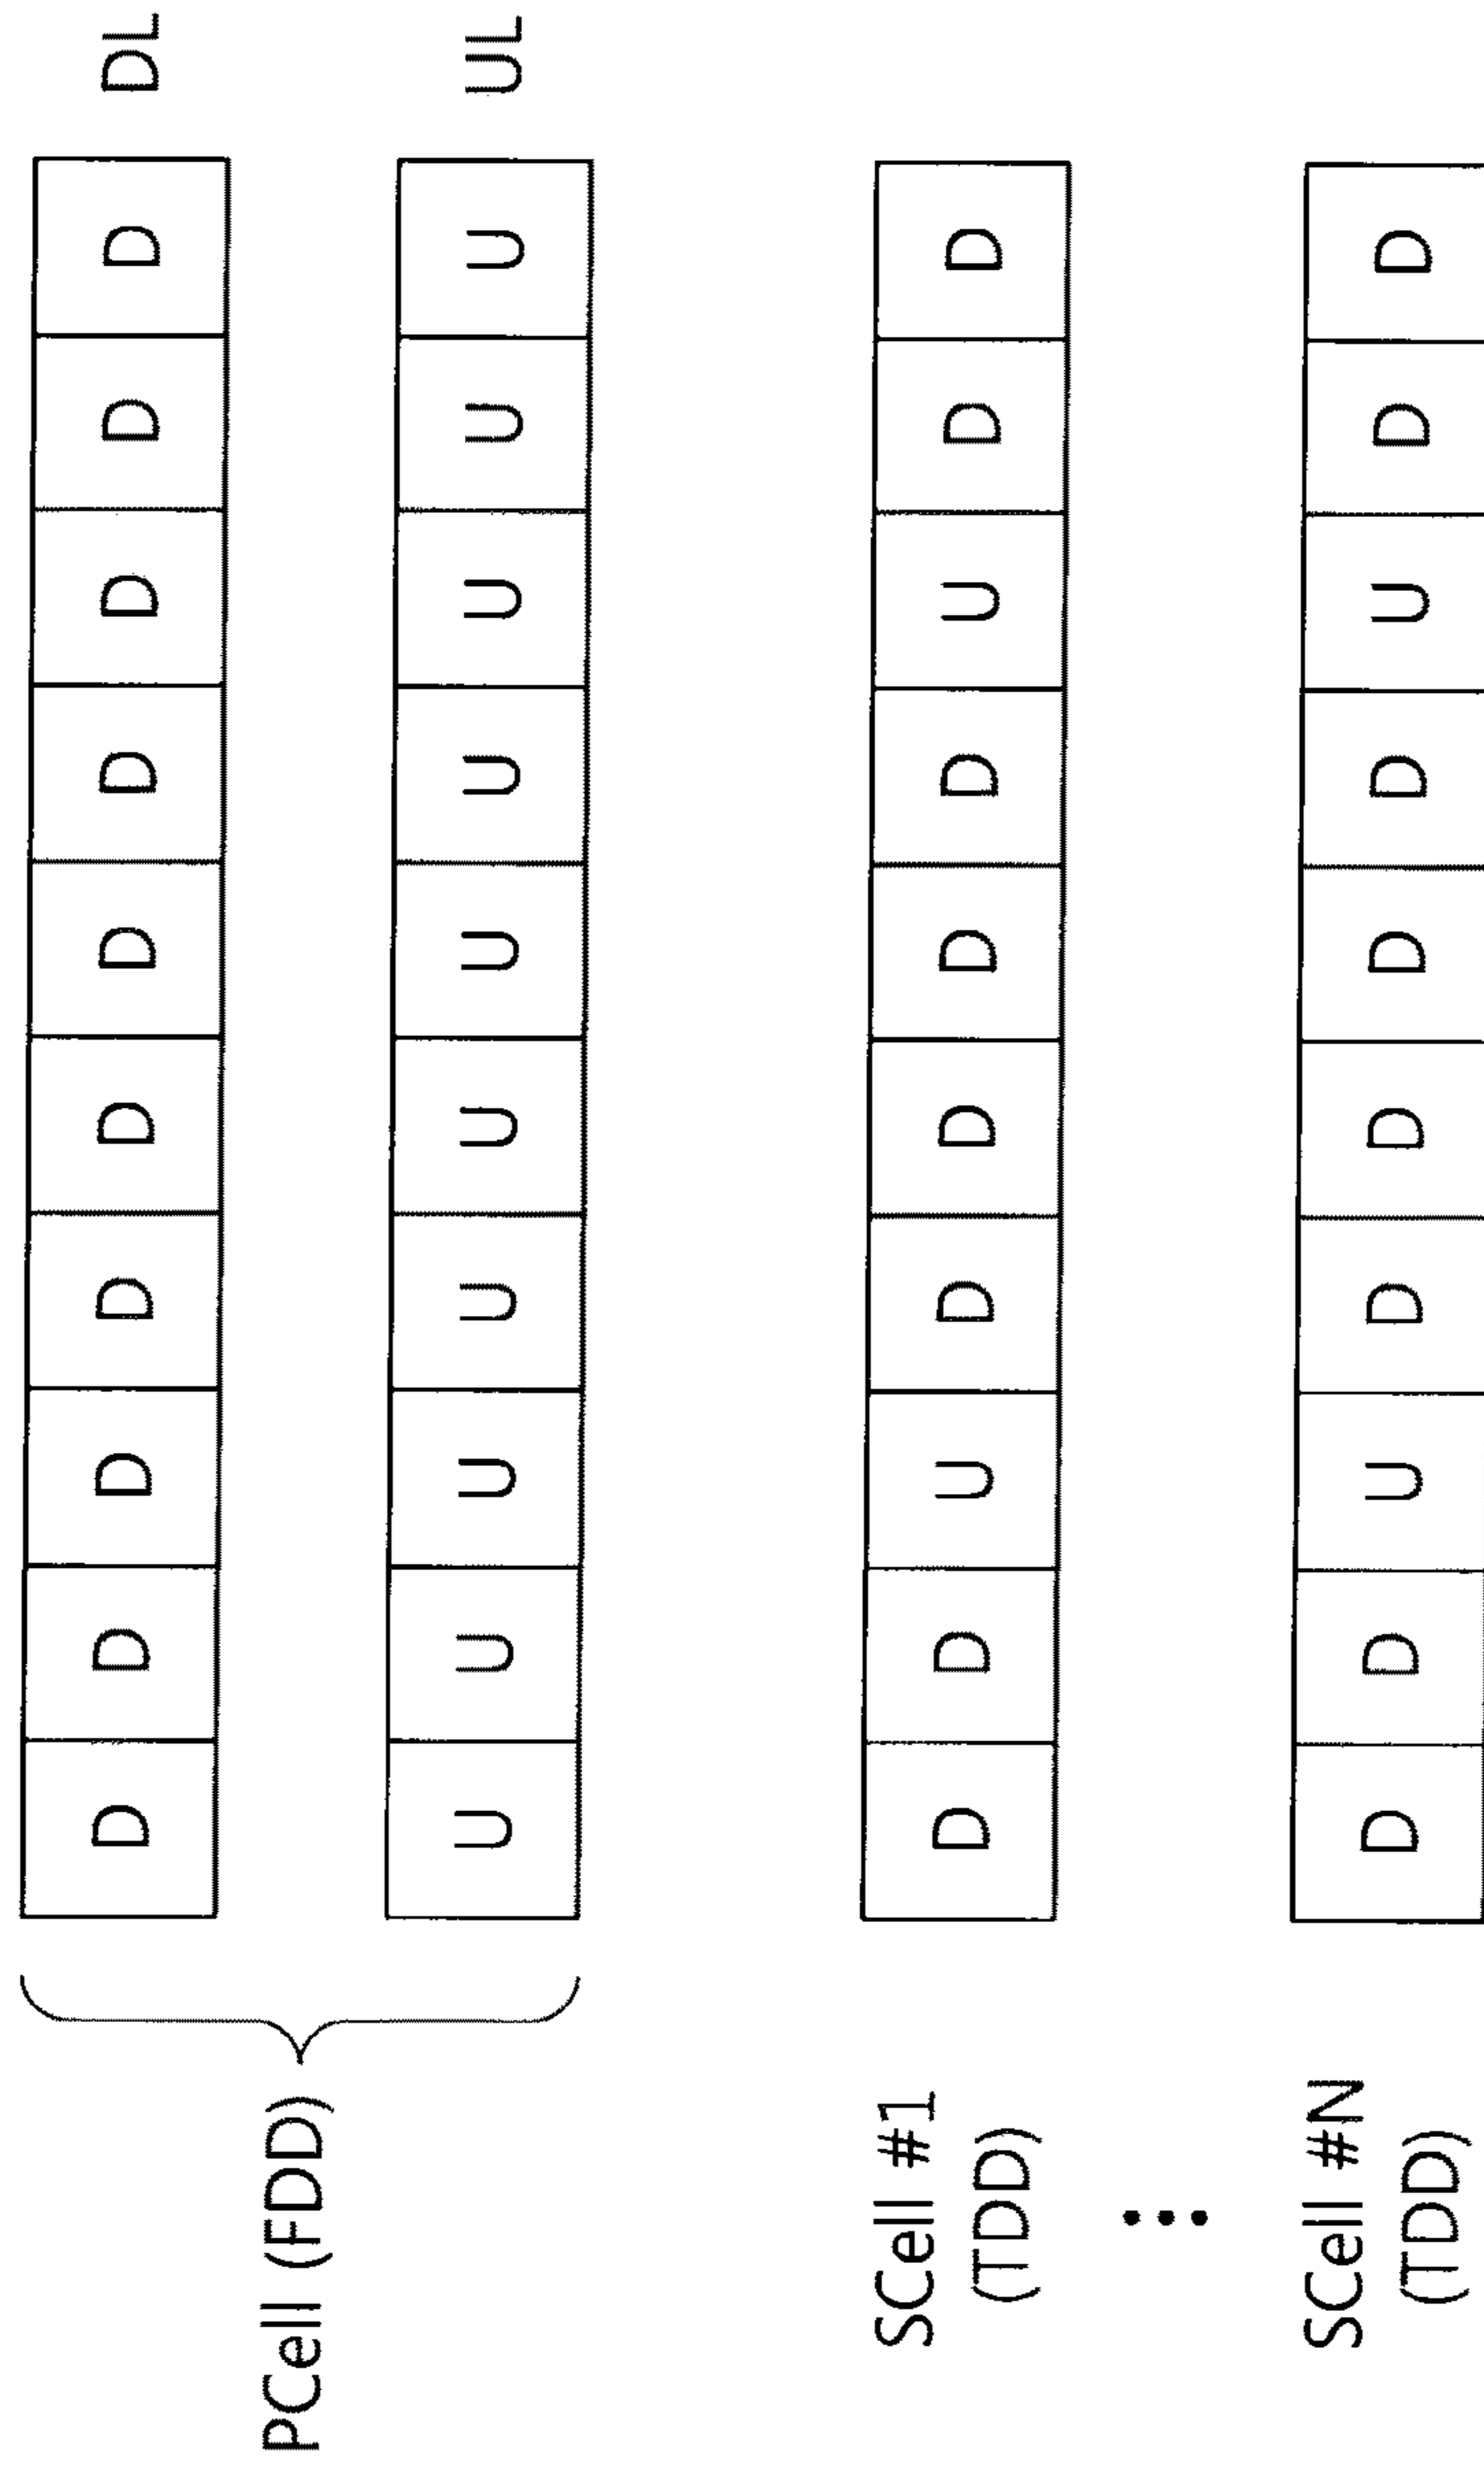 D D D D D D D D D D DL
PCell (FDD)
U U U U U U U U U U UL
SCell #1
(TDD)
D D U D D D D U D D
SCell #N
(TDD)
D D U D D D D U D D